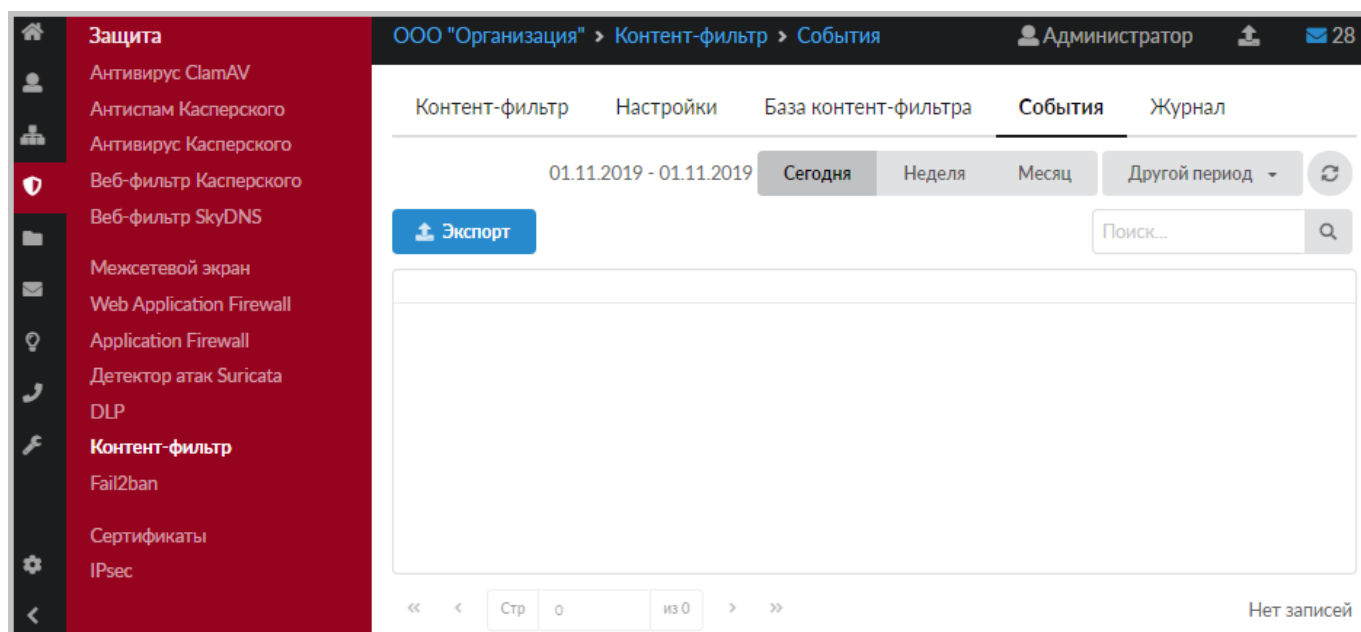 Защита
Антивирус ClamAV
Антиспам Касперского
Антивирус Касперского
Веб-фильтр Касперского
Веб-фильтр SkyDNS
Межсетевой экран
Web Application Firewall
Application Firewall
Детектор атак Suricata
DLP
Контент-фильтр
Fail2ban
Сертификаты
IPsec
ООО "Организация" > Контент-фильтр > События Администратор 28
Контент-фильтр Настройки База контент-фильтра События Журнал
01.11.2019 - 01.11.2019 Сегодня Неделя Месяц Другой период
Экспорт Поиск...
Стр 0 из 0 Нет записей